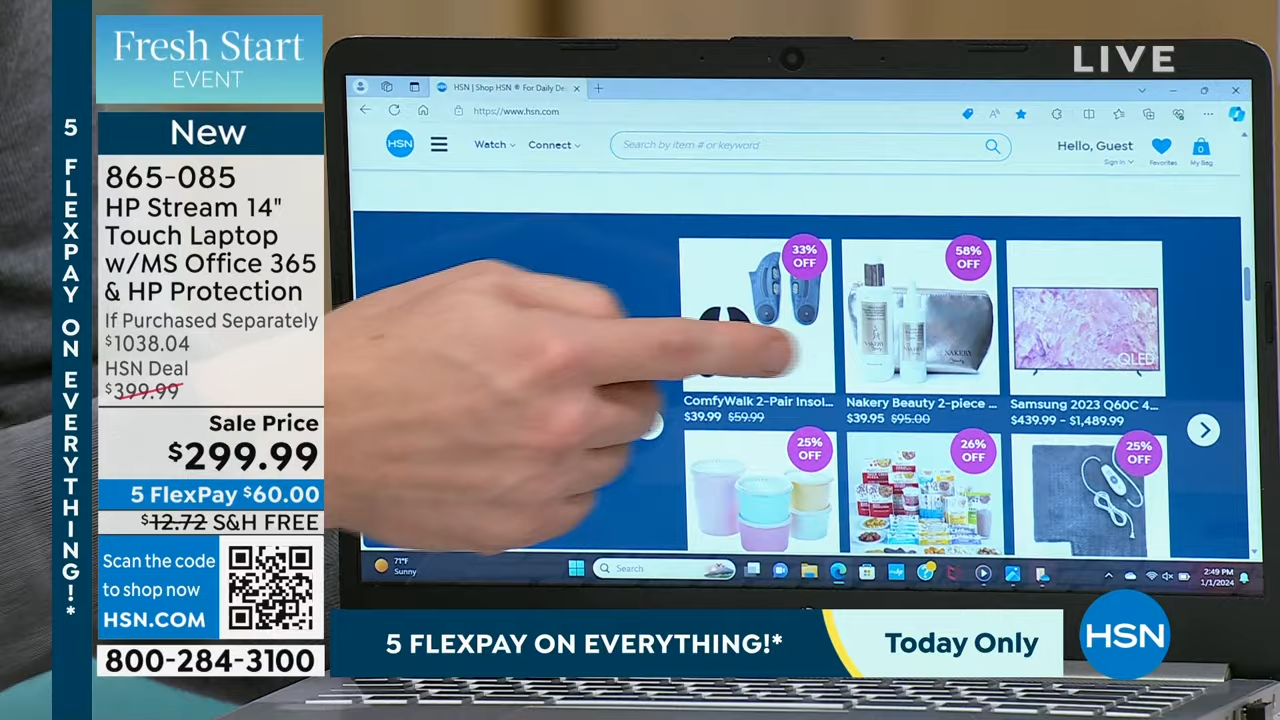 5 FLEXPAY ON EVERYTHING!*
Fresh Start
EVENT
New
865-085
HP Stream 14"
Touch Laptop
w/MS Office 365
& HP Protection
If Purchased Separately
$1038.04
HSN Deal
$399.99
Sale Price
$299.99
5 FlexPay $60.00
$12.72 S&H FREE
Scan the code
to shop now
HSN.COM
800-284-3100
LIVE
HSN | Shop HSN ® For Daily De
https://www.hsn.com
HSN
Watch
Connect
Search by item # or keyword
Hello, Guest
Sign In
Favorites
0
My Bag
33%
OFF
58%
OFF
NAKERY
NAKERY
QLED
ComfyWalk 2-Pair Insol...
$39.99 $59.99
Nakery Beauty 2-piece ...
$39.95 $95.00
Samsung 2023 Q60C 4...
$439.99 - $1,489.99
25%
OFF
26%
OFF
25%
OFF
71°F
Sunny
Search
2:49 PM
1/1/2024
5 FLEXPAY ON EVERYTHING!*
Today Only
HSN